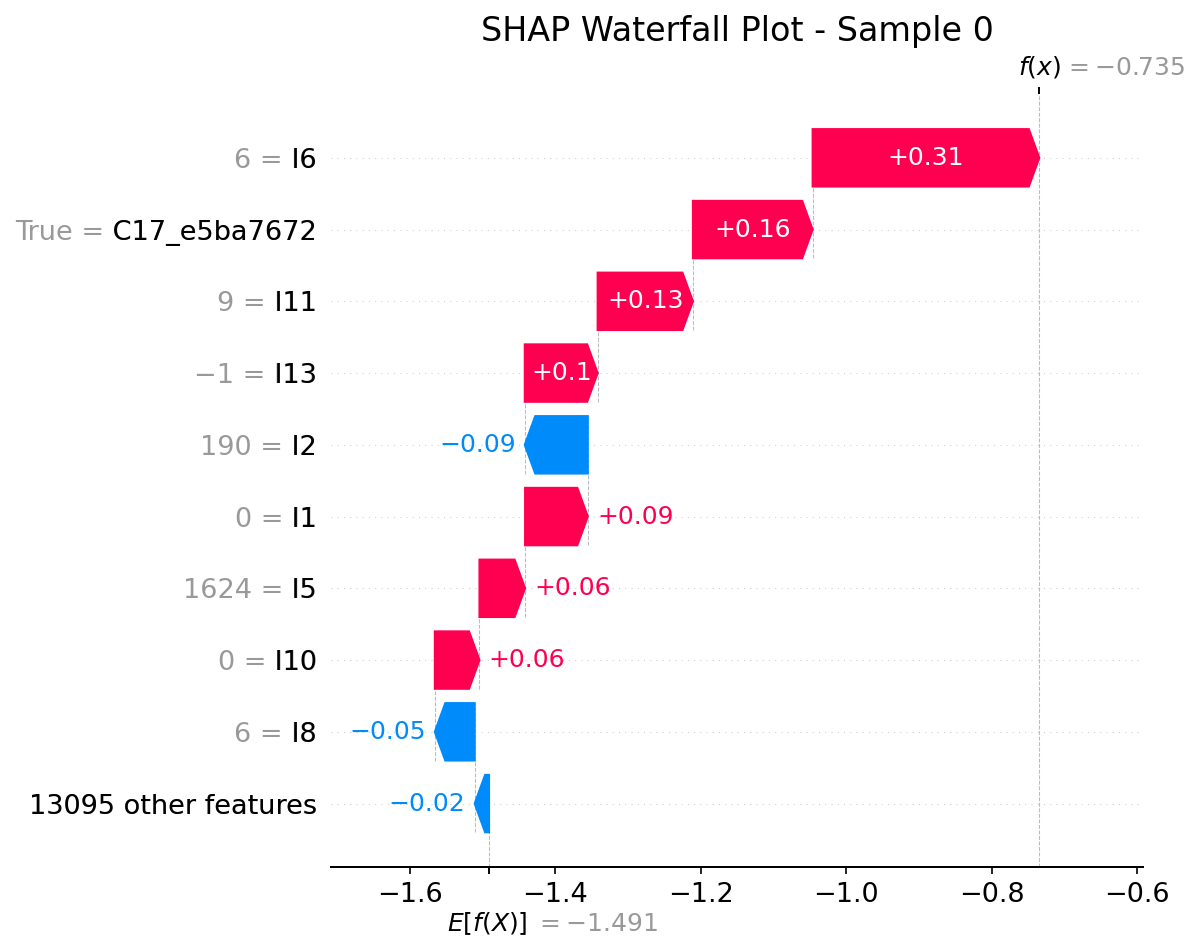 SHAP Waterfall Plot - Sample 0
f(x) = −0.735
6 = I6
+0.31
True = C17_e5ba7672
+0.16
9 = I11
+0.13
−1 = I13
+0.1
190 = I2
−0.09
0 = I1
+0.09
1624 = I5
+0.06
0 = I10
+0.06
6 = I8
−0.05
13095 other features
−0.02
−1.6 −1.4 −1.2 −1.0 −0.8 −0.6
E[f(X)] = −1.491